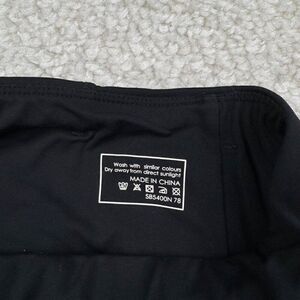 Wash with similar colours
Dry away from direct sunlight
MADE IN CHINA
SB5400N 78